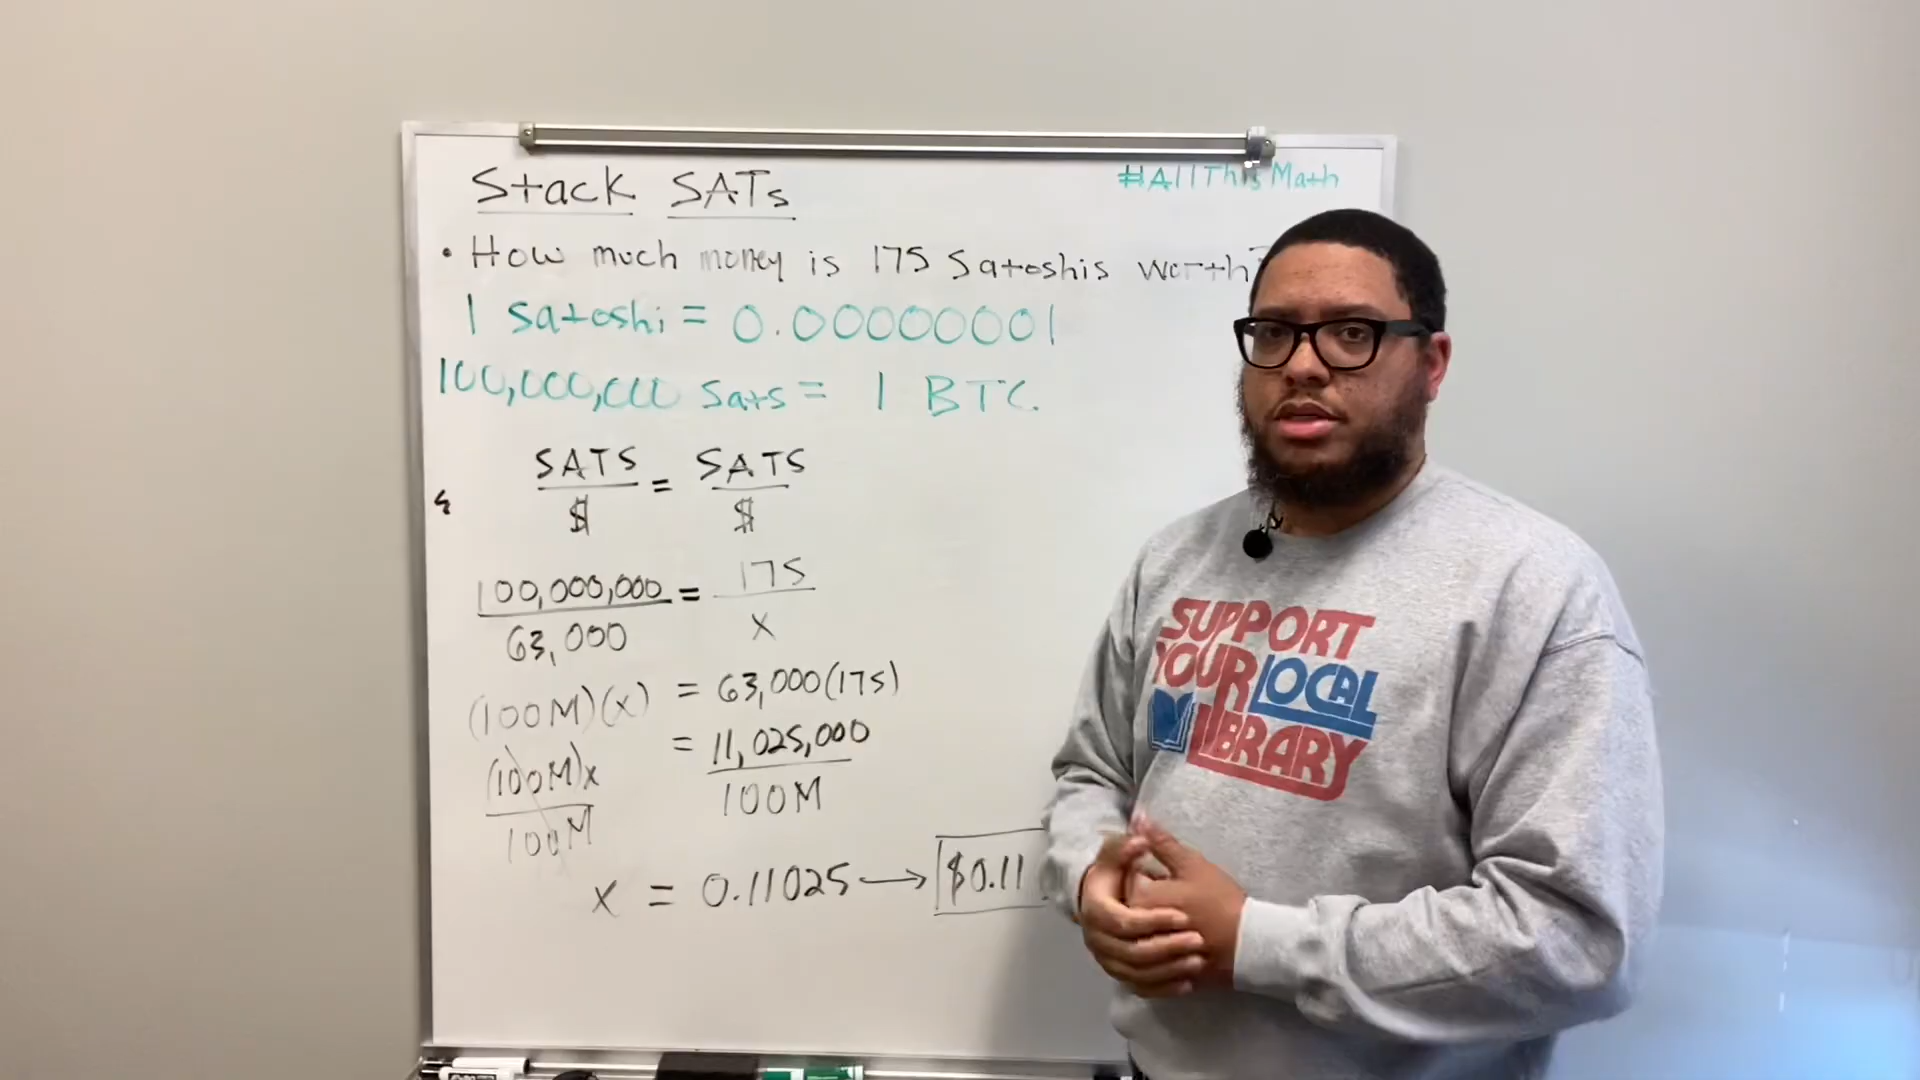 Stack SATs
#AllThisMath
• How much money is 175 Satoshis worth?
1 Satoshi = 0.00000001
100,000,000 Sats = 1 BTC.
SATS = SATS
$ $
100,000,000 = 175
63,000 x
(100M)(x) = 63,000(175)
(100M)x = 11,025,000
100M 100M
x = 0.11025 → $0.11
SUPPORT
YOUR LOCAL
LIBRARY